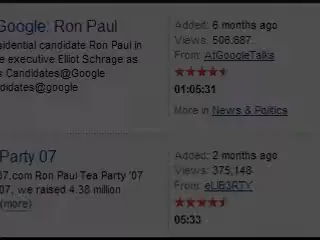 Google: Ron Paul
sidential candidate Ron Paul in
e executive Elliot Schrage as
s Candidates@Google
didates@google
Added: 6 months ago
Views: 506,687
From: AtGoogleTalks
01:05:31
More in News & Politics
Party 07
07.com Ron Paul Tea Party '07
07, we raised 4.38 million
(more)
Added: 2 months ago
Views: 375,148
From: eLIB3RTY
05:33